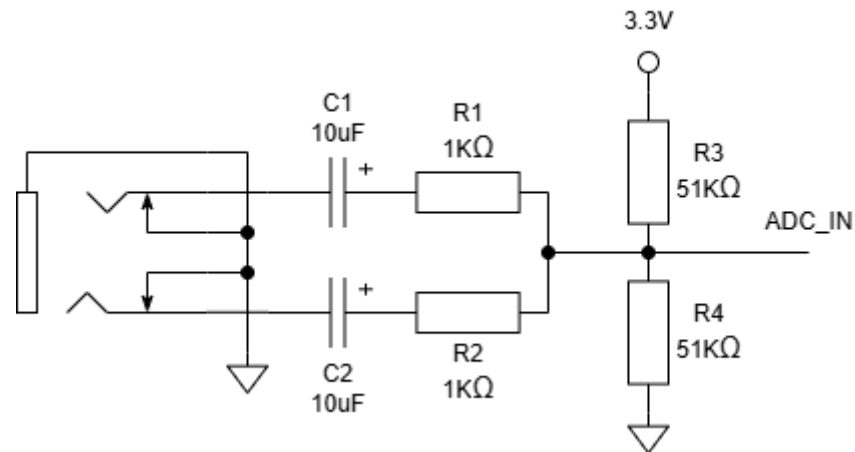 3.3V
C1
10uF
+
R1
1KΩ
R3
51KΩ
ADC_IN
+
C2
10uF
R2
1KΩ
R4
51KΩ